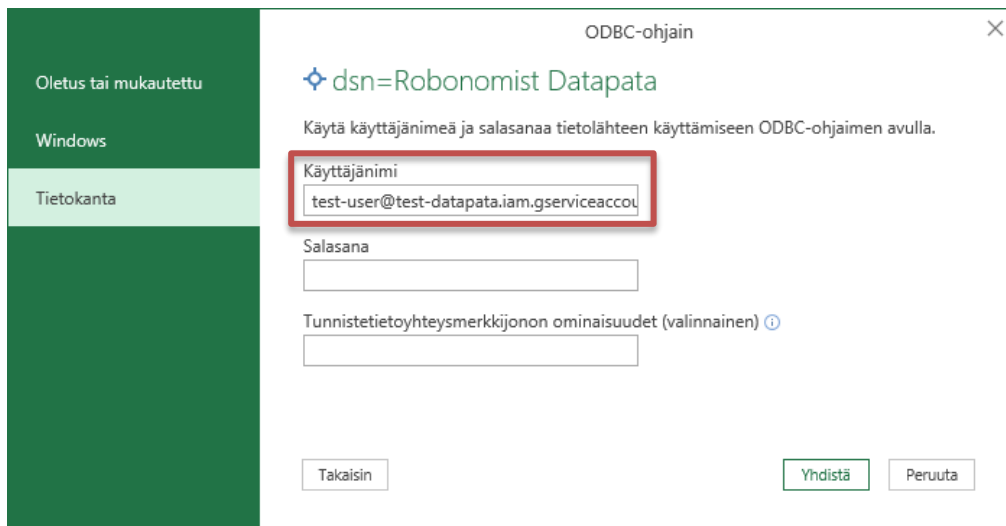 ODBC-ohjain
Oletus tai mukautettu
Windows
Tietokanta
dsn=Robonomist Datapata
Käytä käyttäjänimeä ja salasanaa tietolähteen käyttämiseen ODBC-ohjaimen avulla.
Käyttäjänimi
test-user@test-datapata.iam.gserviceaccou
Salasana
Tunnistetietoyhteysmerkkijonon ominaisuudet (valinnainen)
Takaisin
Yhdistä
Peruuta